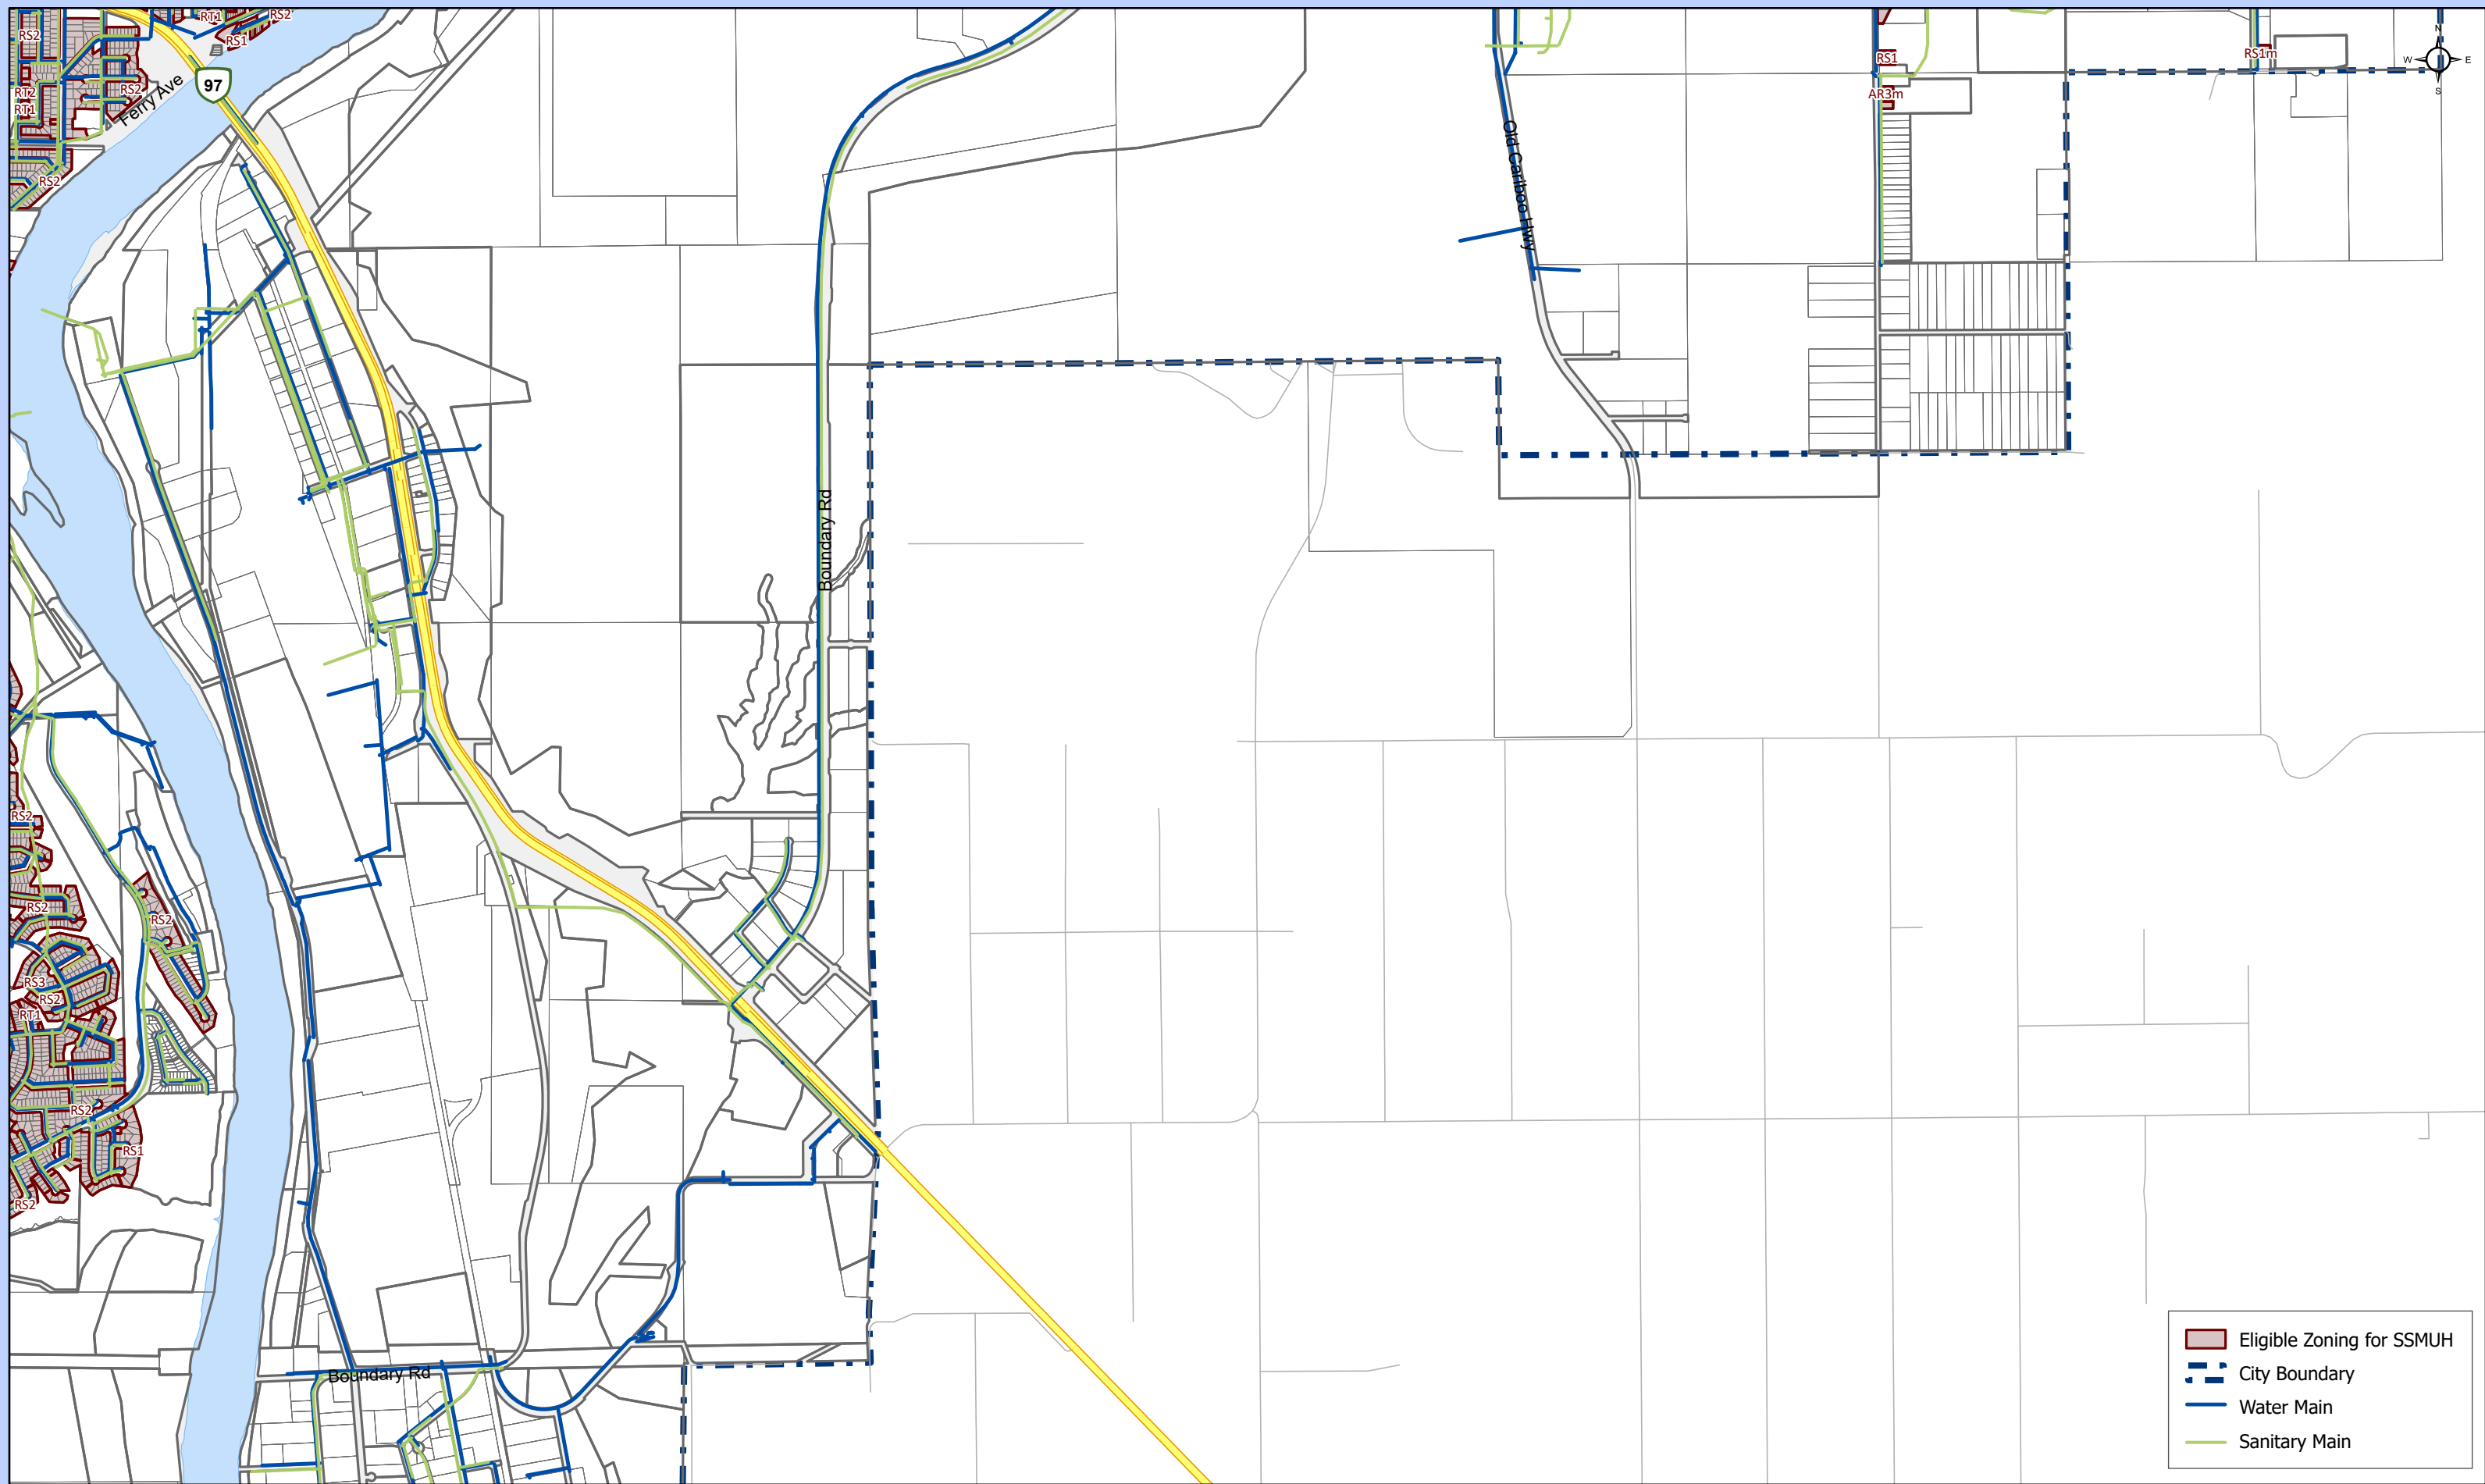 RT1
RS2
RS2
RS1
N
RS1
RS1m
W
E
S
97
RS2
RT2
RT1
AR3m
Ferry Ave
Old Cariboo Hwy
RS2
Boundary Rd
RS2
RS2
RS2
RS3
RS2
RT1
RS2
RS1
RS2
Boundary Rd
Eligible Zoning for SSMUH
City Boundary
Water Main
Sanitary Main